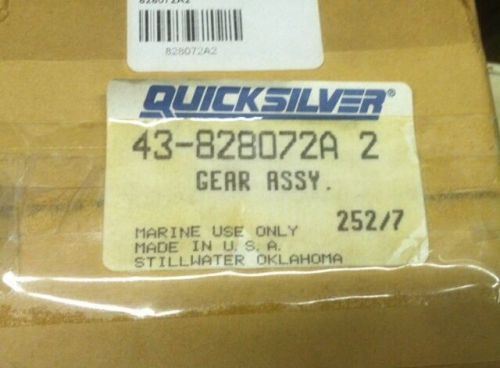 828072A2
828072A2
QUICKSILVER®
43-828072A 2
GEAR ASSY.
252/7
MARINE USE ONLY
MADE IN U.S.A.
STILLWATER OKLAHOMA